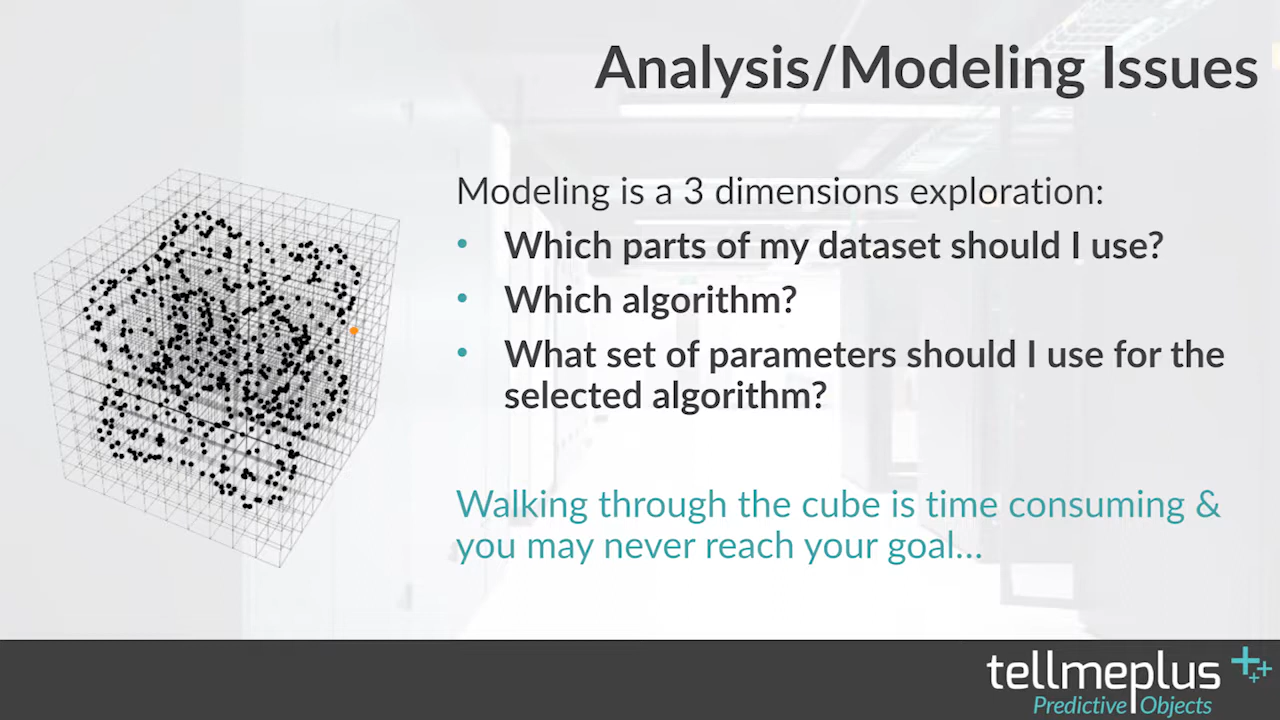 Analysis/Modeling Issues
Modeling is a 3 dimensions exploration:
• Which parts of my dataset should I use?
• Which algorithm?
• What set of parameters should I use for the
selected algorithm?
Walking through the cube is time consuming &
you may never reach your goal...
tellmeplus
Predictive Objects